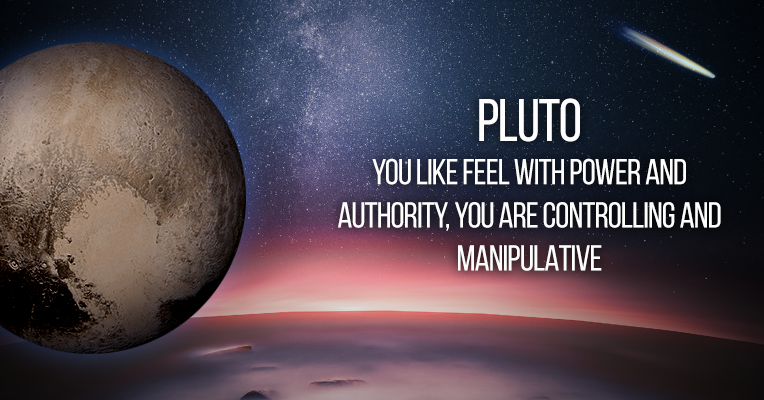 PLUTO
YOU LIKE FEEL WITH POWER AND
AUTHORITY, YOU ARE CONTROLLING AND
MANIPULATIVE